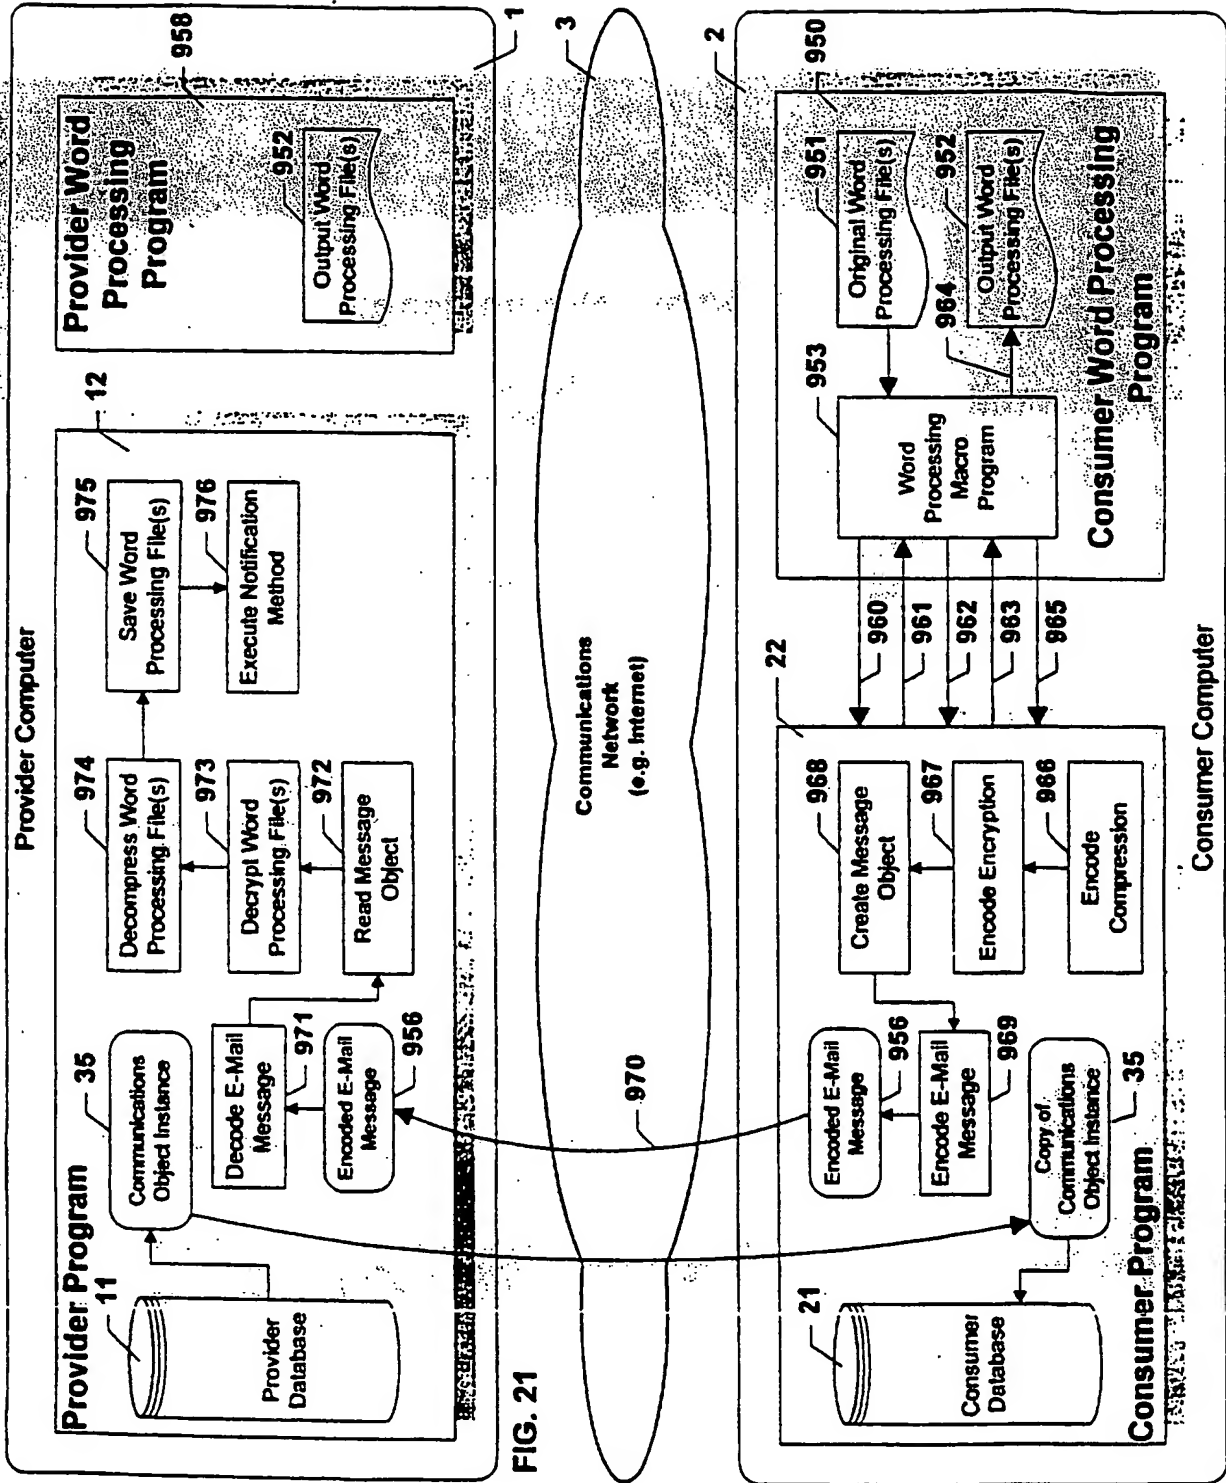 Provider Computer
1
Provider Program
12
11
Provider
Database
35
Communications
Object Instance
Decode E-Mail
Message
971
Encoded E-Mail
Message
956
974
Decompress Word
Processing File(s)
973
Decrypt Word
Processing File(s)
972
Read Message
Object
975
Save Word
Processing File(s)
976
Execute Notification
Method
Provider Word
Processing
Program
958
952
Output Word
Processing File(s)
FIG. 21
3
Communications
Network
(e.g. Internet)
970
2
22
21
Consumer
Database
Consumer Program
Encoded E-Mail
Message
956
Encode E-Mail
Message
969
Copy of
Communications
Object Instance
35
968
Create Message
Object
967
Encode Encryption
966
Encode
Compression
960
961
962
963
965
953
Word
Processing
Macro
Program
950
951
Original Word
Processing File(s)
952
Output Word
Processing File(s)
964
Consumer Word Processing
Program
Consumer Computer